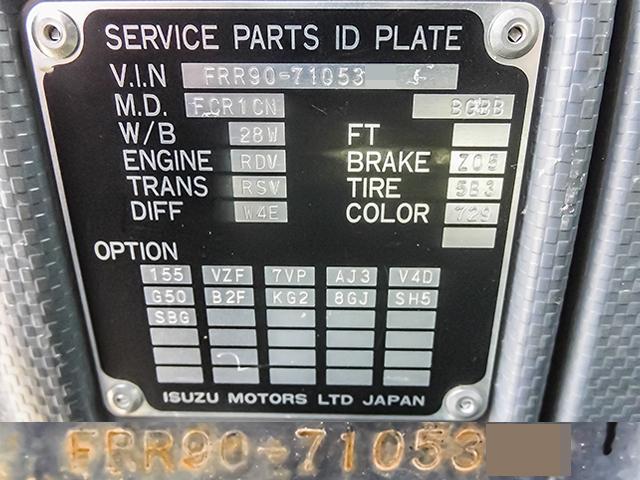 SERVICE PARTS ID PLATE
V.I.N FRR90-71053
M.D.
W/B 28W FT
ENGINE RDV BRAKE Z05
TRANS RSV TIRE 5B3
DIFF W4E COLOR 729
OPTION
155 VZF 7VP AJ3 V4D
G50 B2F KG2 8GJ SH5
SBG
2
ISUZU MOTORS LTD JAPAN
FRR90-71053